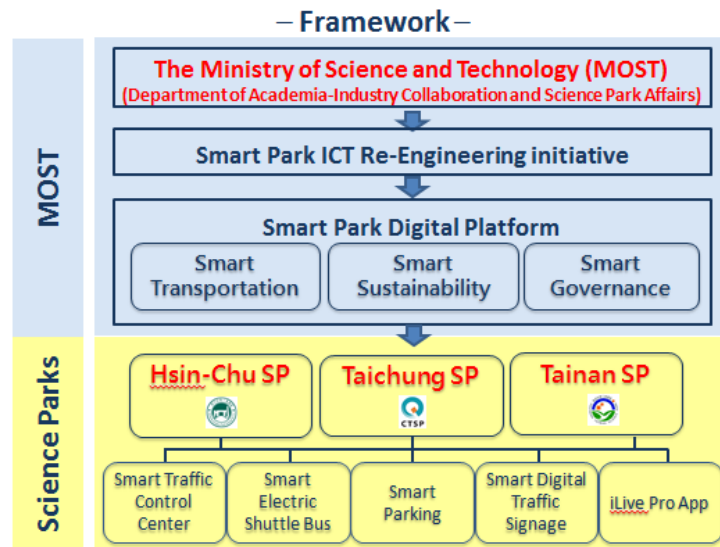 – Framework –
MOST
The Ministry of Science and Technology (MOST)
(Department of Academia-Industry Collaboration and Science Park Affairs)
Smart Park ICT Re-Engineering initiative
Smart Park Digital Platform
Smart
Transportation
Smart
Sustainability
Smart
Governance
Science Parks
Hsin-Chu SP
Taichung SP
CTSP
Tainan SP
Smart Traffic
Control
Center
Smart
Electric
Shuttle Bus
Smart
Parking
Smart Digital
Traffic
Signage
iLive Pro App